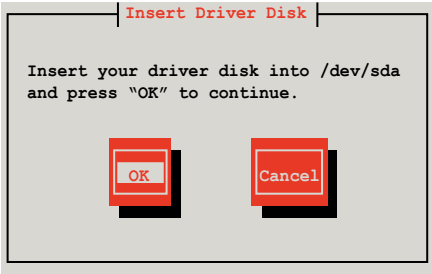 Insert Driver Disk
Insert your driver disk into /dev/sda
and press “OK” to continue.
OK
Cancel